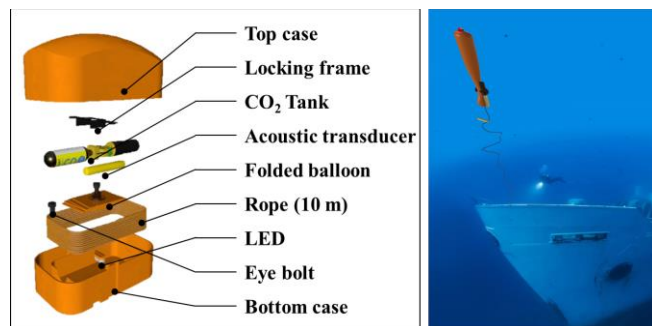 Top case
Locking frame
CO₂ Tank
Acoustic transducer
Folded balloon
Rope (10 m)
LED
Eye bolt
Bottom case